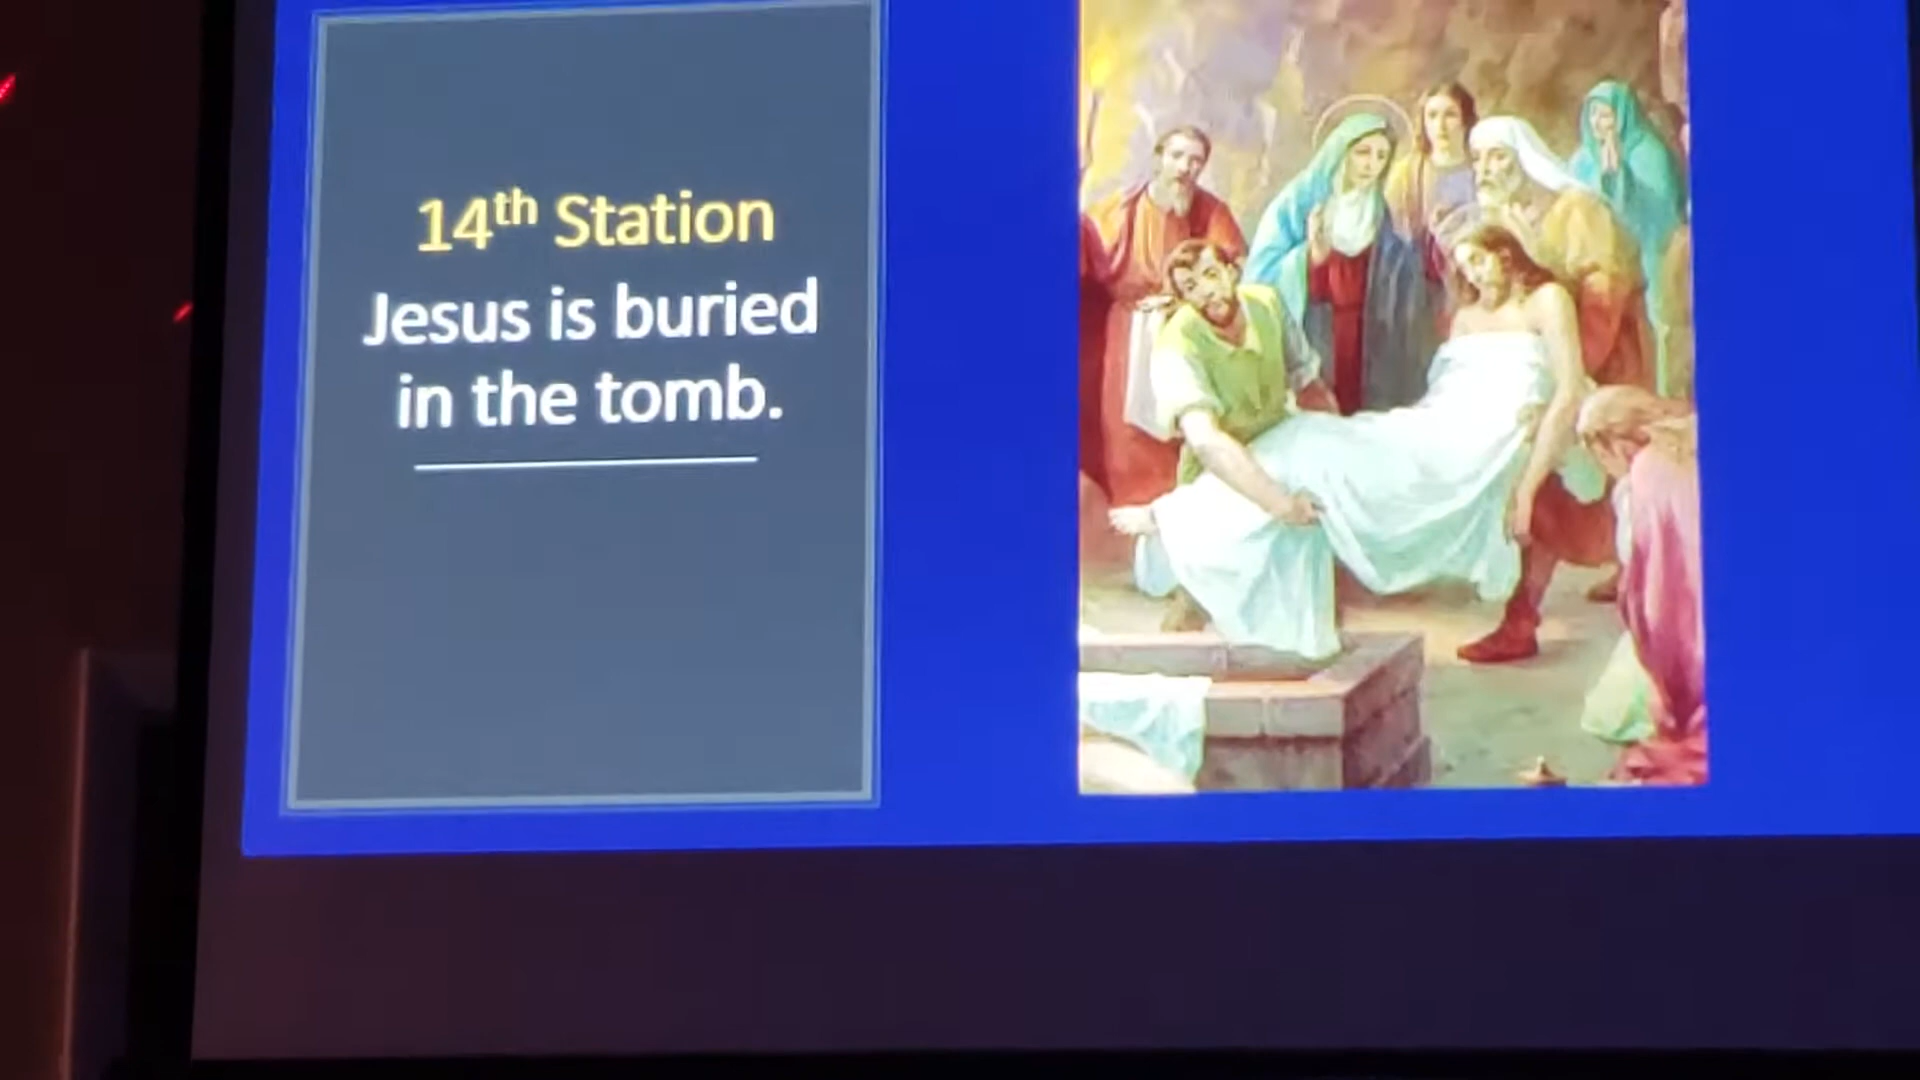 14th Station
Jesus is buried
in the tomb.